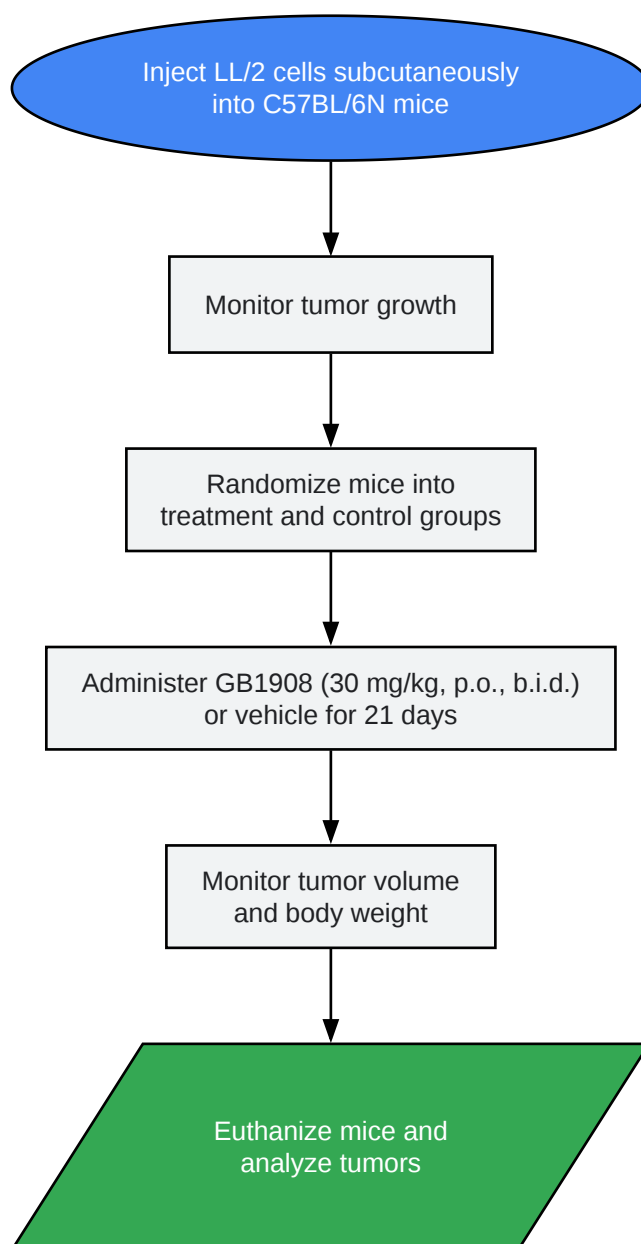 Inject LL/2 cells subcutaneously
into C57BL/6N mice
Monitor tumor growth
Randomize mice into
treatment and control groups
Administer GB1908 (30 mg/kg, p.o., b.i.d.)
or vehicle for 21 days
Monitor tumor volume
and body weight
Euthanize mice and
analyze tumors